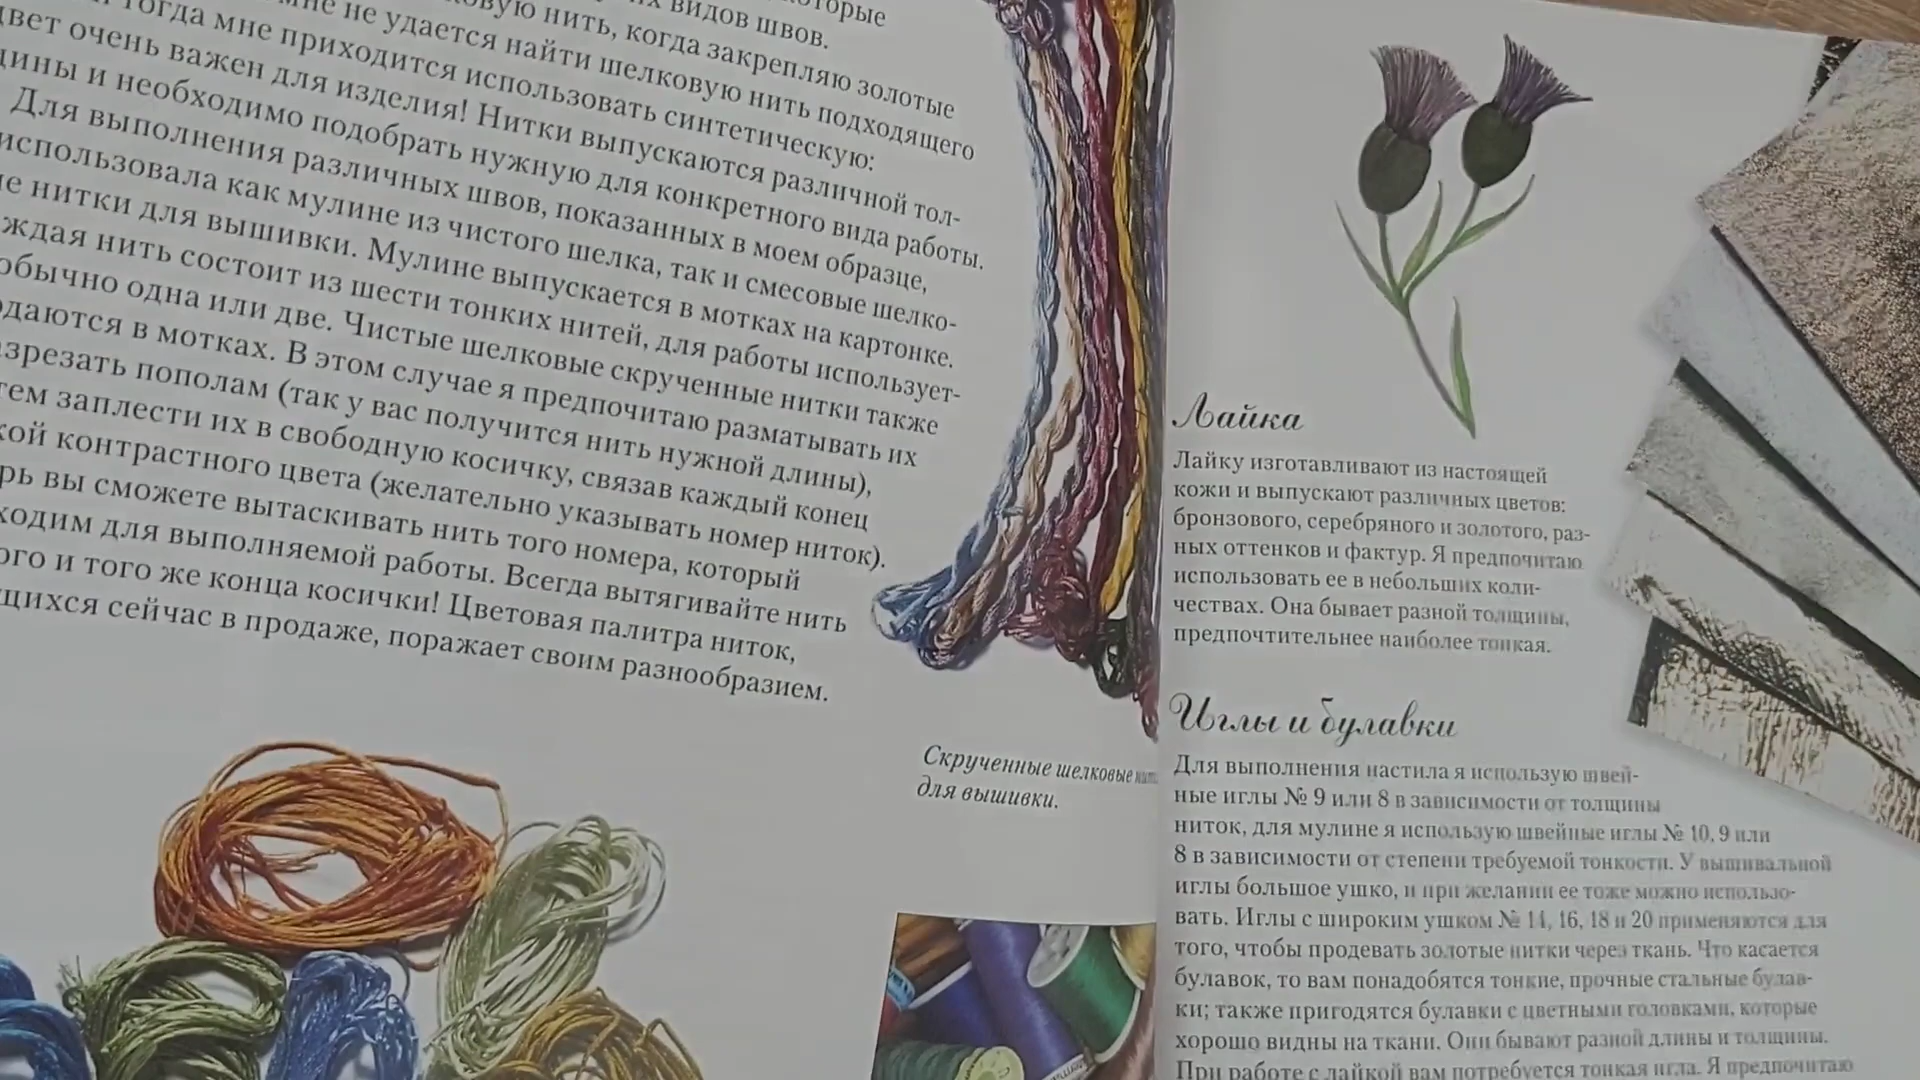 которые
видов швов.
нить, когда закрепляю золотые
мне не удается найти шелковую нить подходящего
тогда мне приходится использовать синтетическую:
цвет очень важен для изделия! Нитки выпускаются различной тол-
щины и необходимо подобрать нужную для конкретного вида работы.
Для выполнения различных швов, показанных в моем образце,
использовала как мулине из чистого шелка, так и смесовые шелко-
нитки для вышивки. Мулине выпускается в мотках на картонке.
нить состоит из шести тонких нитей, для работы использует-
обычно одна или две. Чистые шелковые скрученные нитки также
в мотках. В этом случае я предпочитаю разматывать их
пополам (так у вас получится нить нужной длины),
заплести их в свободную косичку, связав каждый конец
контрастного цвета (желательно указывать номер ниток).
вы сможете вытаскивать нить того номера, который
для выполняемой работы. Всегда вытягивайте нить
и того же конца косички! Цветовая палитра ниток,
сейчас в продаже, поражает своим разнообразием.
Скрученные шелковые
для вышивки.
Лайка
Лайку изготавливают из настоящей
кожи и выпускают различных цветов:
бронзового, серебряного и золотого, раз-
ных оттенков и фактур. Я предпочитаю
использовать ее в небольших коли-
чествах. Она бывает разной толщины,
предпочтительнее наиболее тонкая.
Иглы и булавки
Для выполнения настила я использую швей-
ные иглы № 9 или 8 в зависимости от толщины
ниток, для мулине я использую швейные иглы № 10, 9 или
8 в зависимости от степени требуемой тонкости. У вышивальной
иглы большое ушко, и при желании ее тоже можно использо-
вать. Иглы с широким ушком № 14, 16, 18 и 20 применяются для
того, чтобы продевать золотые нитки через ткань. Что касается
булавок, то вам понадобятся тонкие, прочные стальные булав-
ки; также пригодятся булавки с цветными головками, которые
хорошо видны на ткани. Они бывают разной длины и толщины.
При работе с лайкой вам потребуется тонкая игла. Я предпочитаю